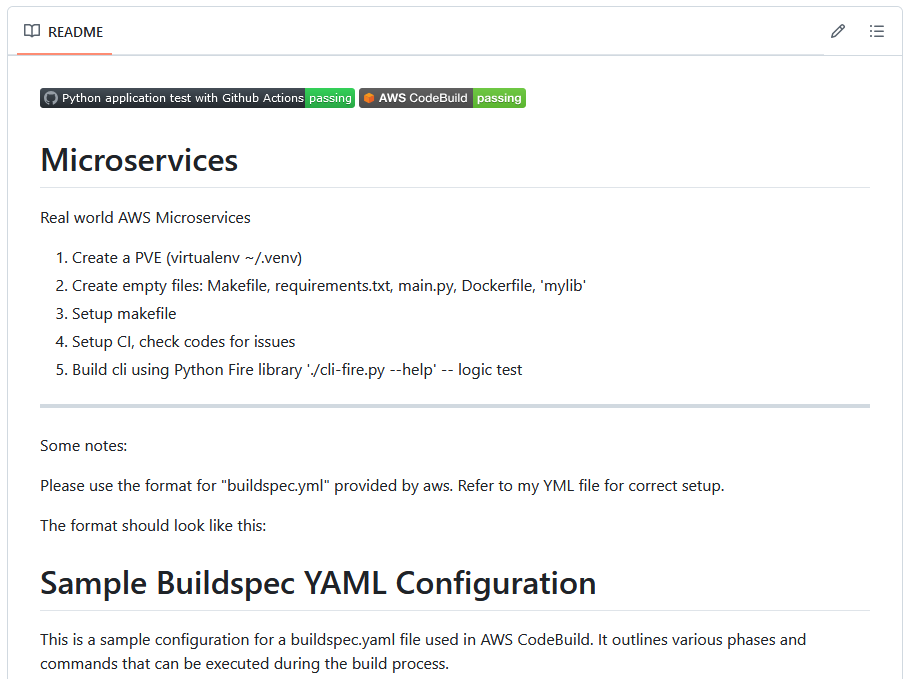 README
Python application test with Github Actions passing AWS CodeBuild passing
Microservices
Real world AWS Microservices
1. Create a PVE (virtualenv ~/.venv)
2. Create empty files: Makefile, requirements.txt, main.py, Dockerfile, 'mylib'
3. Setup makefile
4. Setup CI, check codes for issues
5. Build cli using Python Fire library './cli-fire.py --help' -- logic test
Some notes:
Please use the format for "buildspec.yml" provided by aws. Refer to my YML file for correct setup.
The format should look like this:
Sample Buildspec YAML Configuration
This is a sample configuration for a buildspec.yaml file used in AWS CodeBuild. It outlines various phases and
commands that can be executed during the build process.